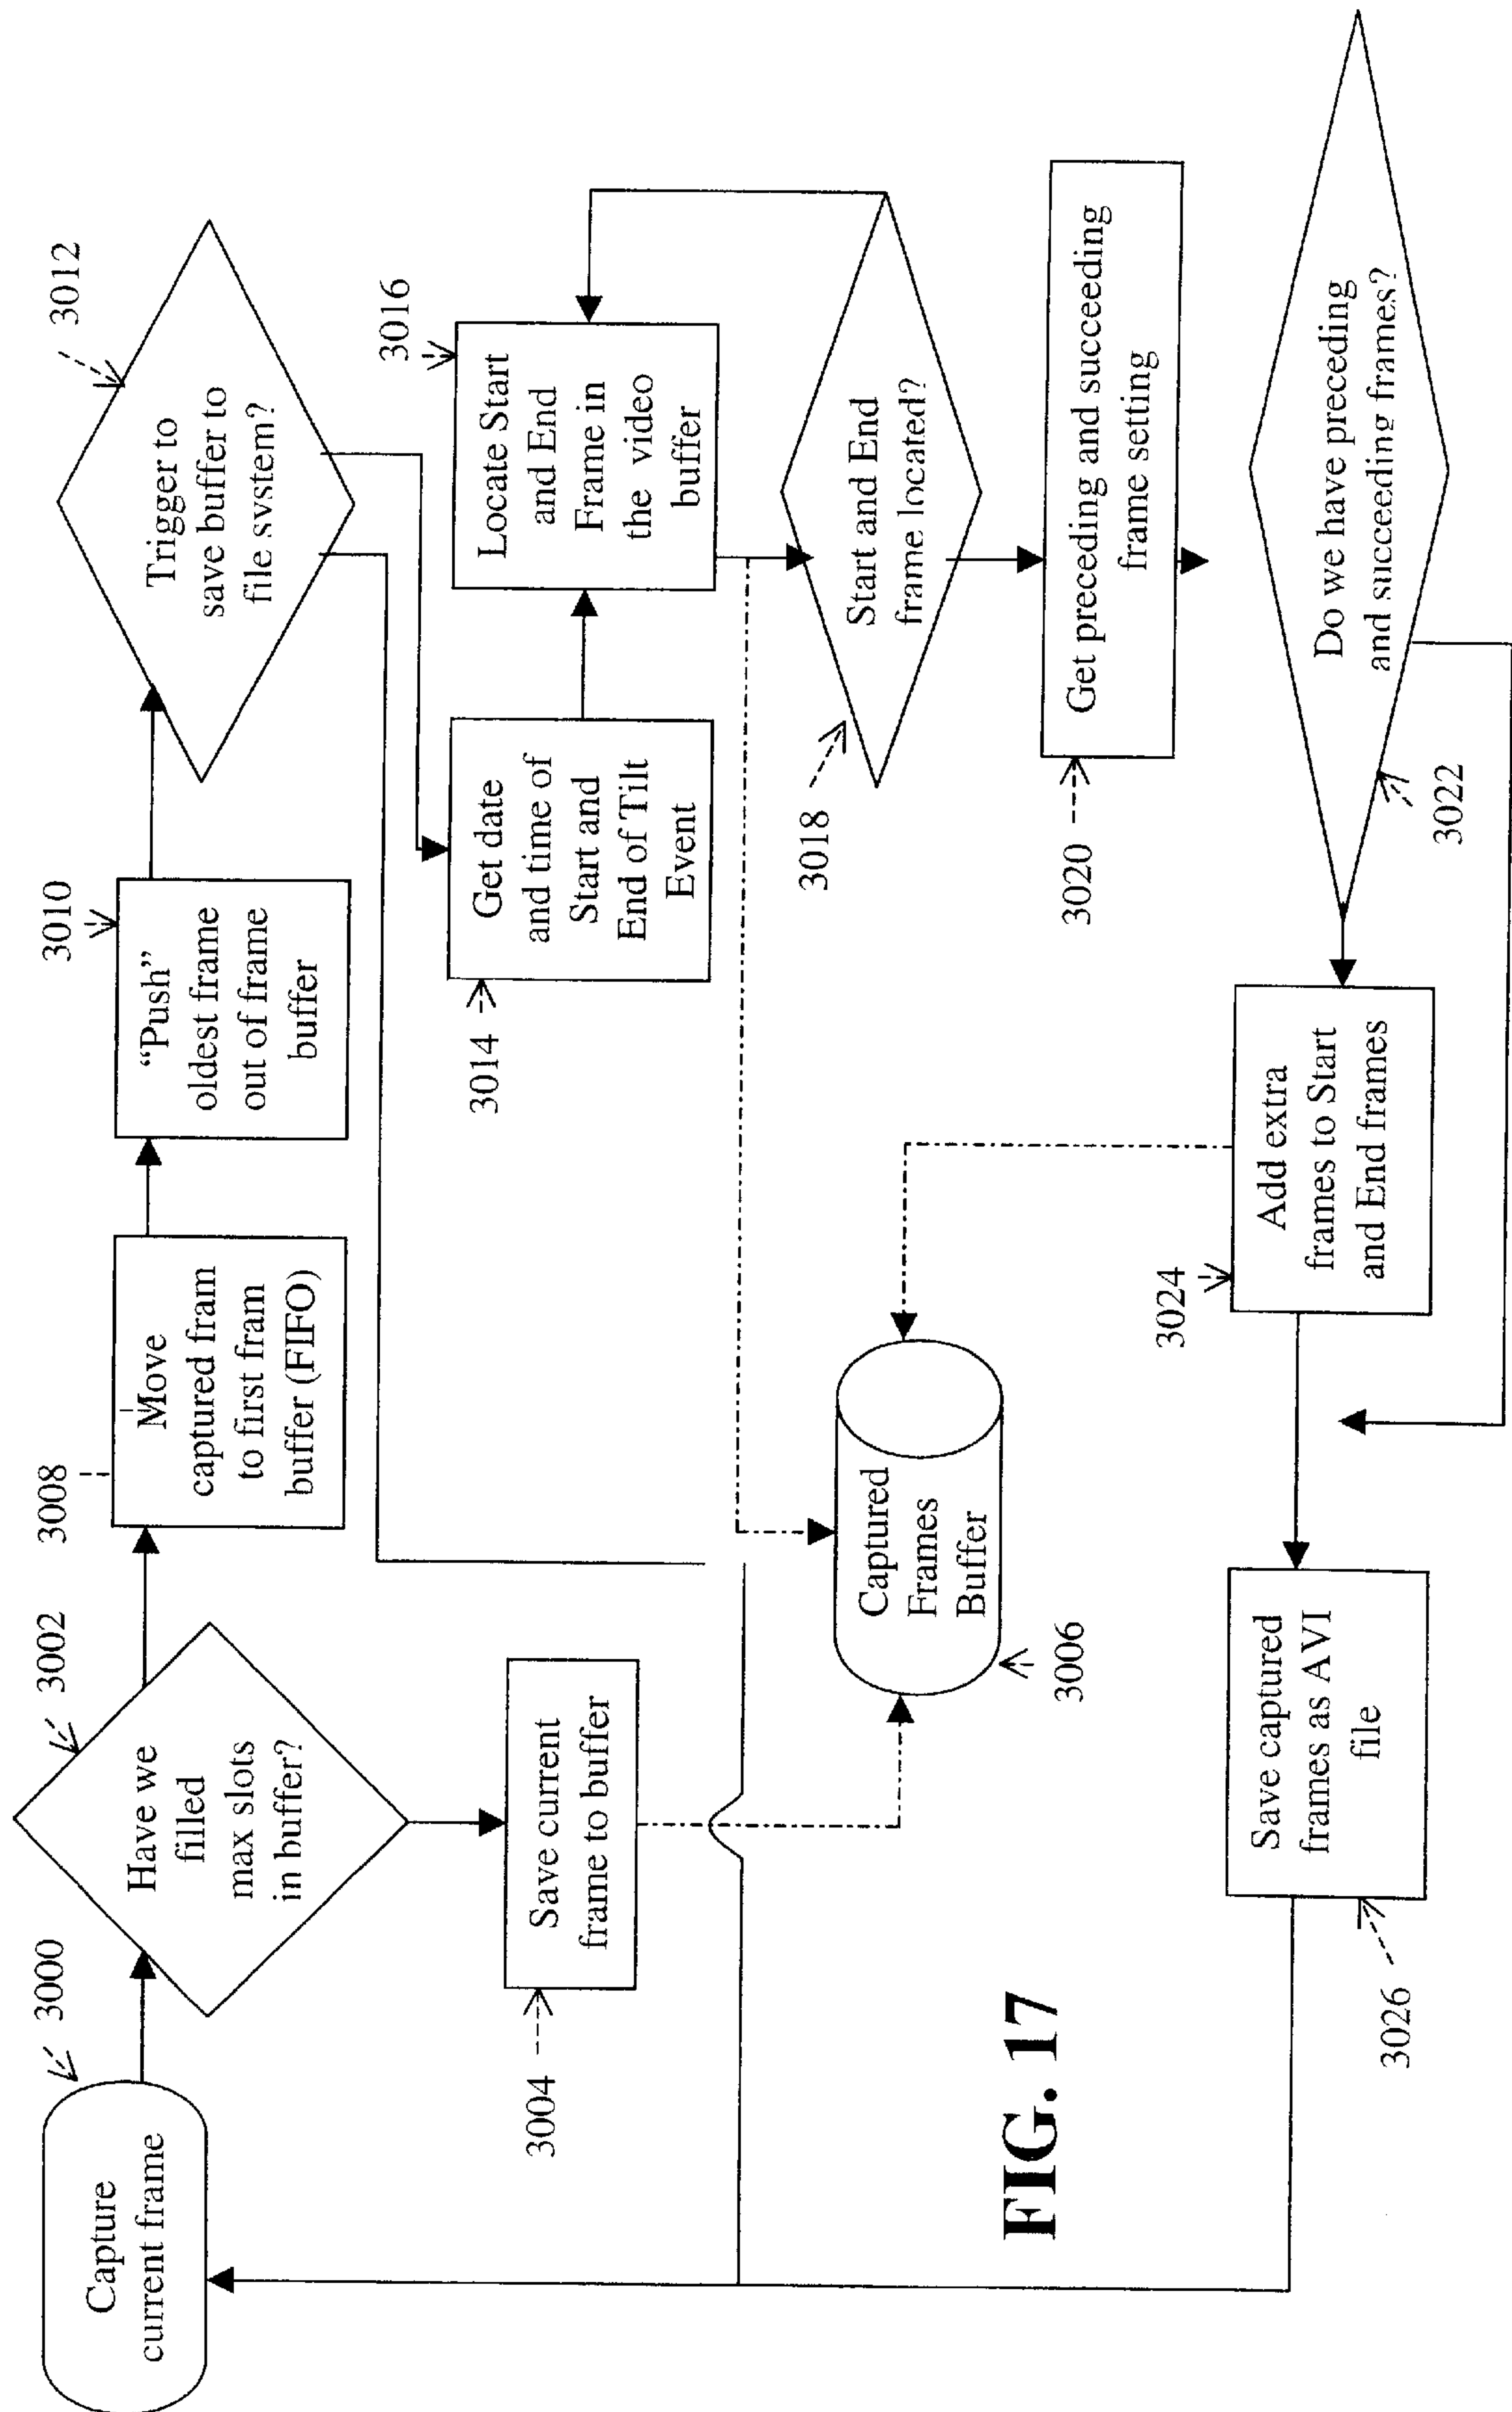 3000
Capture
current frame
3002
Have we
filled
max slots
in buffer?
3004
Save current
frame to buffer
3008
Move
captured fram
to first fram
buffer (FIFO)
3010
“Push”
oldest frame
out of frame
buffer
3012
Trigger to
save buffer to
file system?
3014
Get date
and time of
Start and
End of Tilt
Event
3016
Locate Start
and End
Frame in
the video
buffer
3018
Start and End
frame located?
3020
Get preceding and succeeding
frame setting
3022
Do we have preceding
and succeeding frames?
3024
Add extra
frames to Start
and End frames
3006
Captured
Frames
Buffer
3026
Save captured
frames as AVI
file
FIG. 17